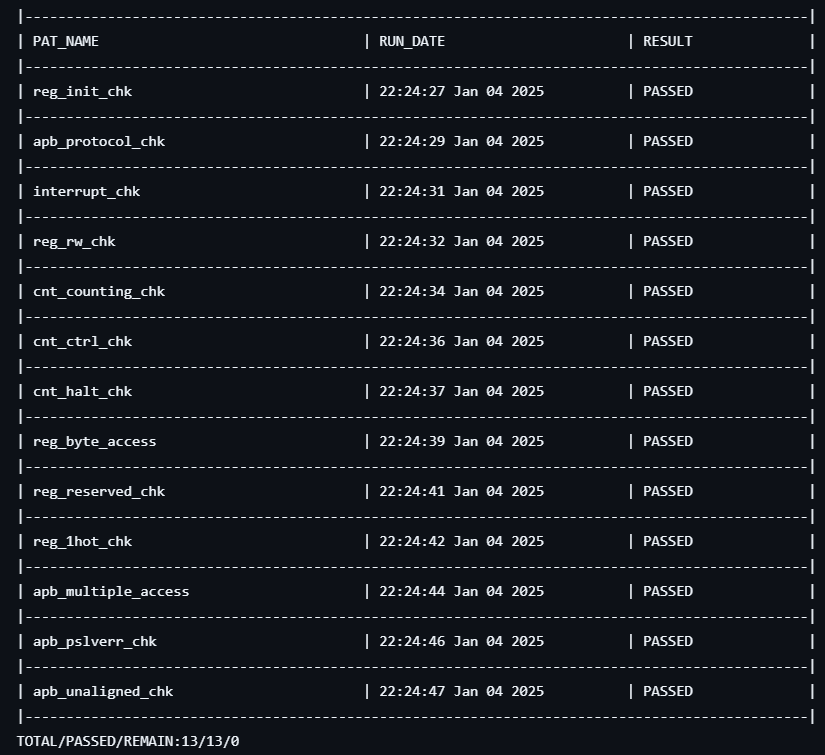 |-----------------------------------------------------------------------------------------------|
| PAT_NAME                                | RUN_DATE                      | RESULT              |
|-----------------------------------------------------------------------------------------------|
| reg_init_chk                            | 22:24:27 Jan 04 2025          | PASSED              |
|-----------------------------------------------------------------------------------------------|
| apb_protocol_chk                        | 22:24:29 Jan 04 2025          | PASSED              |
|-----------------------------------------------------------------------------------------------|
| interrupt_chk                           | 22:24:31 Jan 04 2025          | PASSED              |
|-----------------------------------------------------------------------------------------------|
| reg_rw_chk                              | 22:24:32 Jan 04 2025          | PASSED              |
|-----------------------------------------------------------------------------------------------|
| cnt_counting_chk                        | 22:24:34 Jan 04 2025          | PASSED              |
|-----------------------------------------------------------------------------------------------|
| cnt_ctrl_chk                            | 22:24:36 Jan 04 2025          | PASSED              |
|-----------------------------------------------------------------------------------------------|
| cnt_halt_chk                            | 22:24:37 Jan 04 2025          | PASSED              |
|-----------------------------------------------------------------------------------------------|
| reg_byte_access                         | 22:24:39 Jan 04 2025          | PASSED              |
|-----------------------------------------------------------------------------------------------|
| reg_reserved_chk                        | 22:24:41 Jan 04 2025          | PASSED              |
|-----------------------------------------------------------------------------------------------|
| reg_1hot_chk                            | 22:24:42 Jan 04 2025          | PASSED              |
|-----------------------------------------------------------------------------------------------|
| apb_multiple_access                     | 22:24:44 Jan 04 2025          | PASSED              |
|-----------------------------------------------------------------------------------------------|
| apb_pslverr_chk                         | 22:24:46 Jan 04 2025          | PASSED              |
|-----------------------------------------------------------------------------------------------|
| apb_unaligned_chk                       | 22:24:47 Jan 04 2025          | PASSED              |
|-----------------------------------------------------------------------------------------------|
TOTAL/PASSED/REMAIN:13/13/0